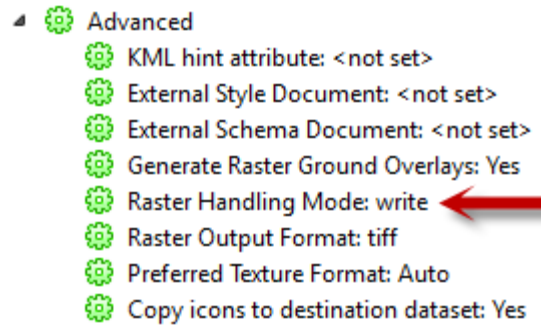 Advanced
KML hint attribute: <not set>
External Style Document: <not set>
External Schema Document: <not set>
Generate Raster Ground Overlays: Yes
Raster Handling Mode: write
Raster Output Format: tiff
Preferred Texture Format: Auto
Copy icons to destination dataset: Yes